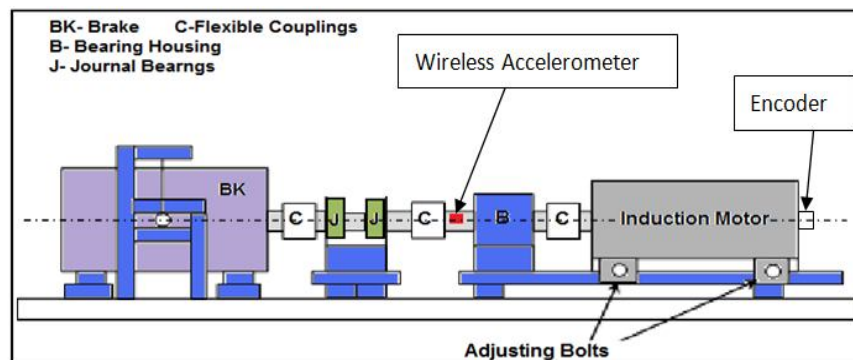 BK- Brake C-Flexible Couplings
B- Bearing Housing
J- Journal Bearngs
Wireless Accelerometer
Encoder
BK
C
J
J
C
B
C
Induction Motor
Adjusting Bolts